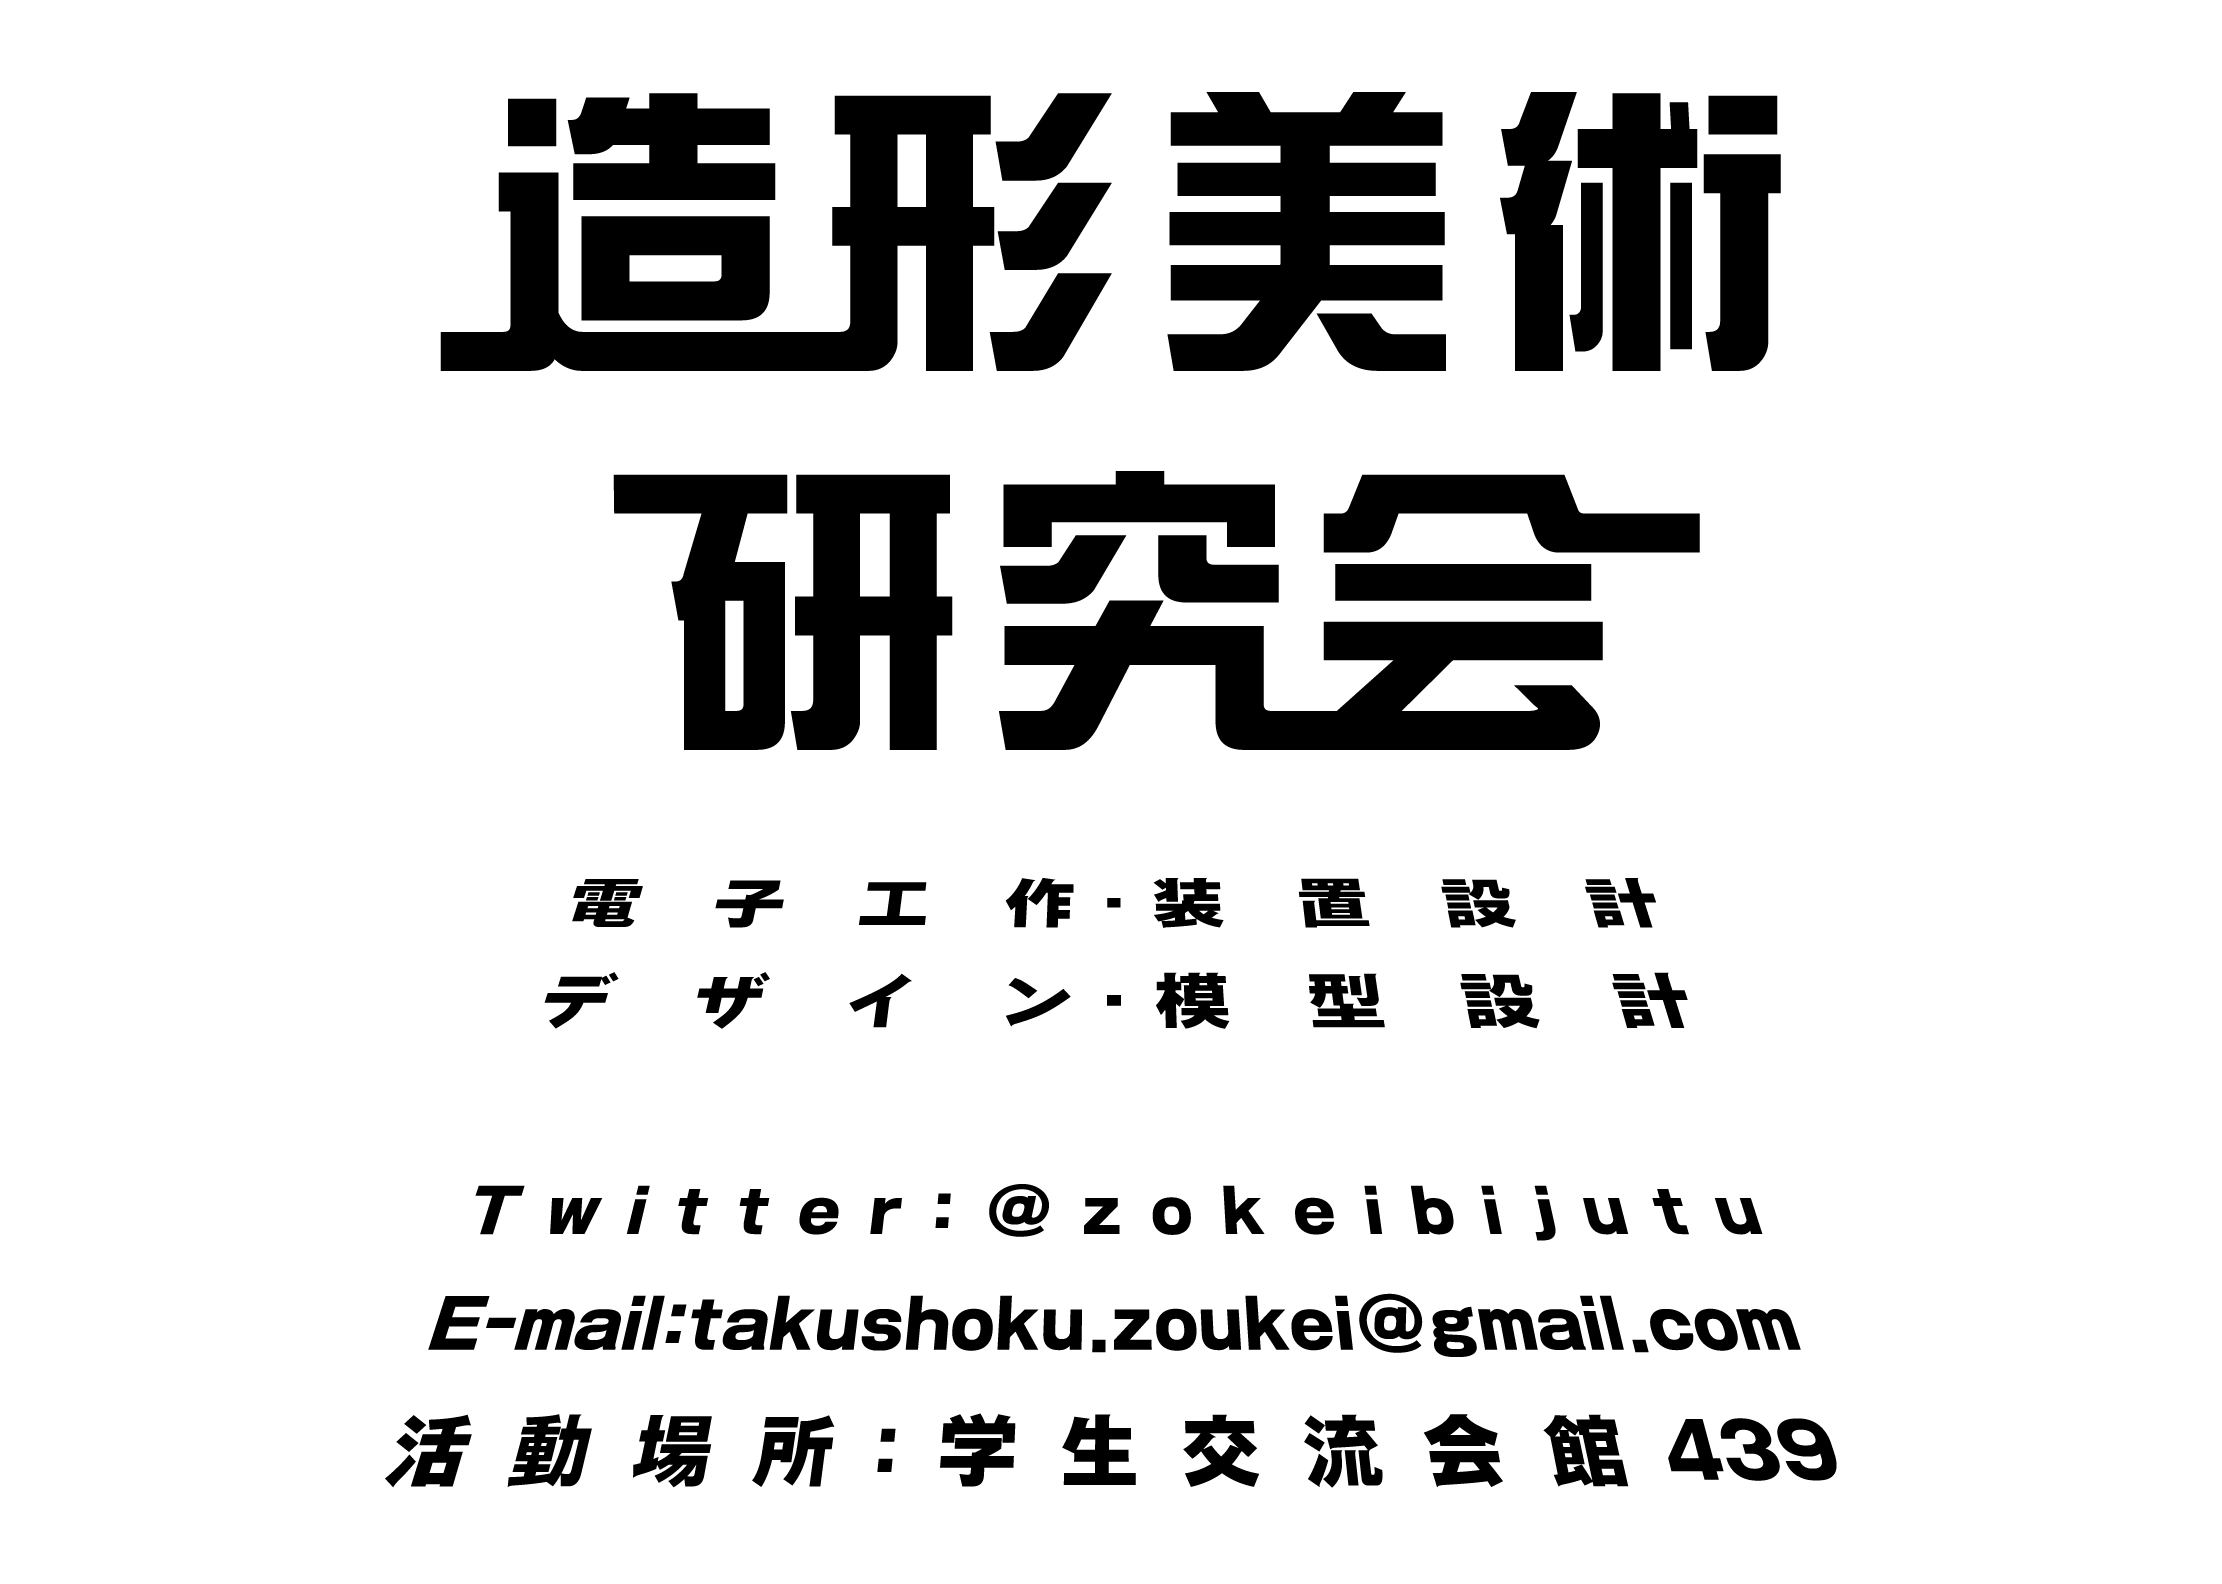 造形美術
研究会
電子工作・装置設計
デザイン・模型設計
Twitter:@zokeibijutu
E-mail:takushoku.zoukei@gmail.com
活動場所:学生交流会館439